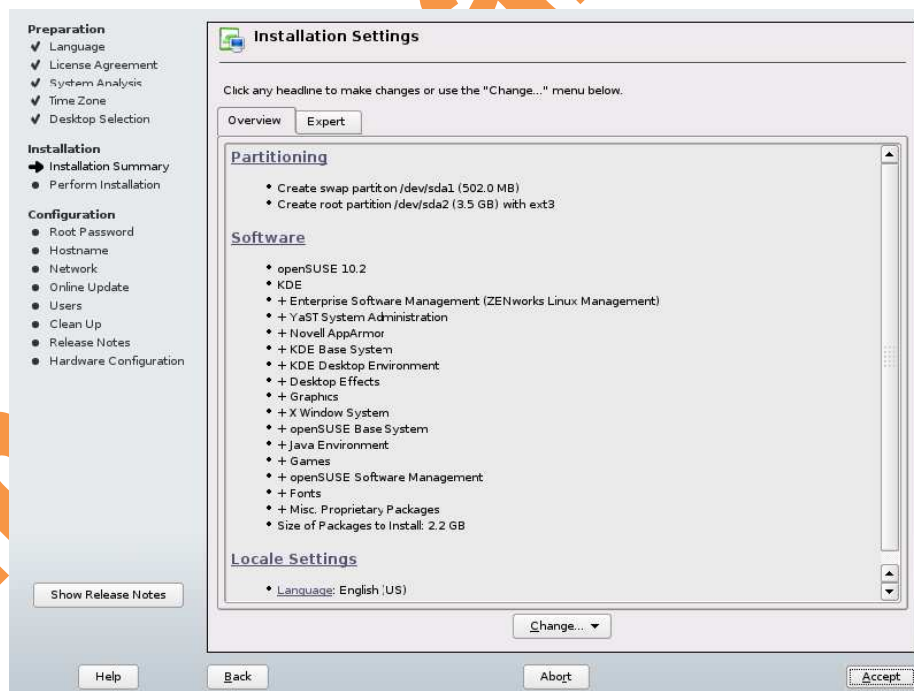 Preparation
Language
License Agreement
System Analysis
Time Zone
Desktop Selection
Installation
Installation Summary
Perform Installation
Configuration
Root Password
Hostname
Network
Online Update
Users
Clean Up
Release Notes
Hardware Configuration
Show Release Notes
Installation Settings
Click any headline to make changes or use the "Change..." menu below.
Overview Expert
Partitioning
Create swap partiton /dev/sda1 (502.0 MB)
Create root partition /dev/sda2 (3.5 GB) with ext3
Software
openSUSE 10.2
KDE
+ Enterprise Software Management (ZENworks Linux Management)
+ YaST System Administration
+ Novell AppArmor
+ KDE Base System
+ KDE Desktop Environment
+ Desktop Effects
+ Graphics
+ X Window System
+ openSUSE Base System
+ Java Environment
+ Games
+ openSUSE Software Management
+ Fonts
+ Misc. Proprietary Packages
Size of Packages to Install: 2.2 GB
Locale Settings
Language: English (US)
Change...
Help Back Abort Accept